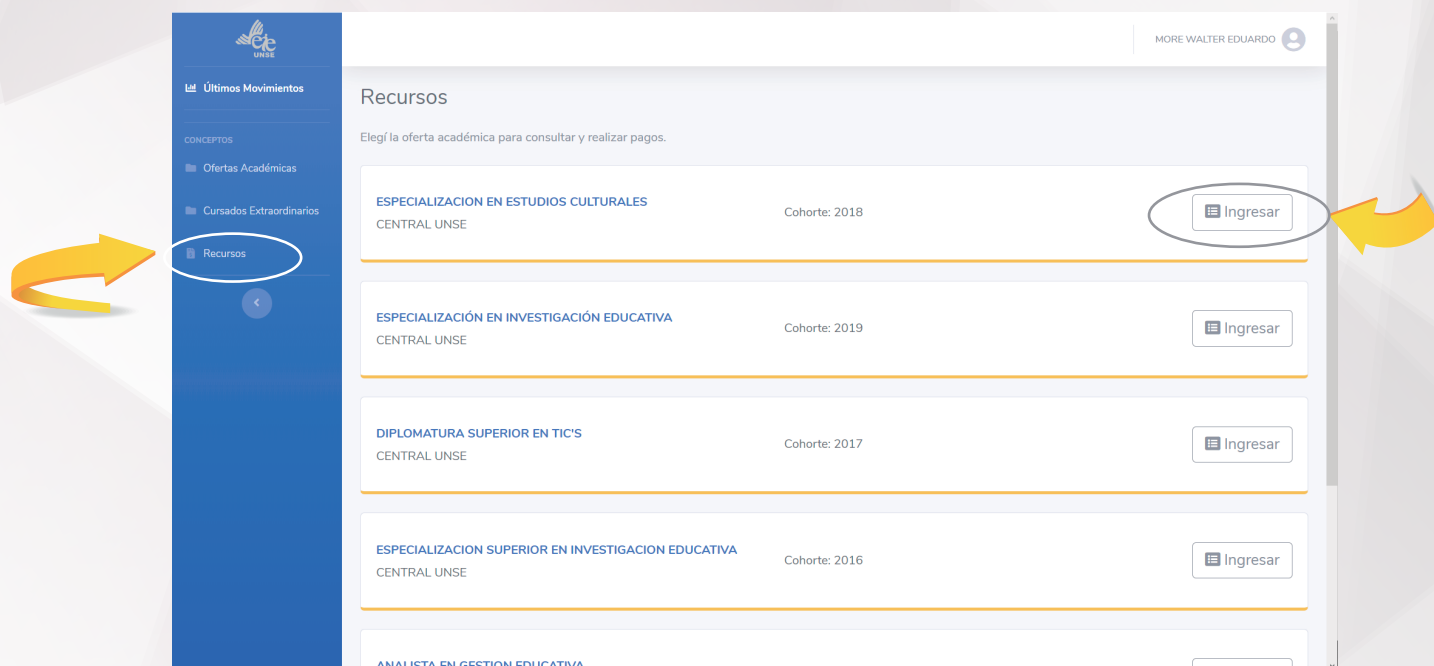 ete
UNSE
MORE WALTER EDUARDO
Últimos Movimientos
CONCEPTOS
Ofertas Académicas
Cursados Extraordinarios
Recursos
Recursos
Elegí la oferta académica para consultar y realizar pagos.
ESPECIALIZACION EN ESTUDIOS CULTURALES
CENTRAL UNSE
Cohorte: 2018
Ingresar
ESPECIALIZACIÓN EN INVESTIGACIÓN EDUCATIVA
CENTRAL UNSE
Cohorte: 2019
Ingresar
DIPLOMATURA SUPERIOR EN TIC'S
CENTRAL UNSE
Cohorte: 2017
Ingresar
ESPECIALIZACION SUPERIOR EN INVESTIGACION EDUCATIVA
CENTRAL UNSE
Cohorte: 2016
Ingresar
ANALISTA EN GESTION EDUCATIVA